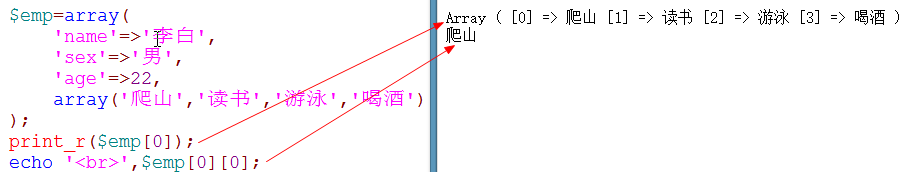 $emp=array(
'name'=>'李白',
'sex'=>'男',
'age'=>22,
array('爬山','读书','游泳','喝酒')
);
print_r($emp[0]);
echo '<br>',$emp[0][0];
Array ( [0] => 爬山 [1] => 读书 [2] => 游泳 [3] => 喝酒 )
爬山